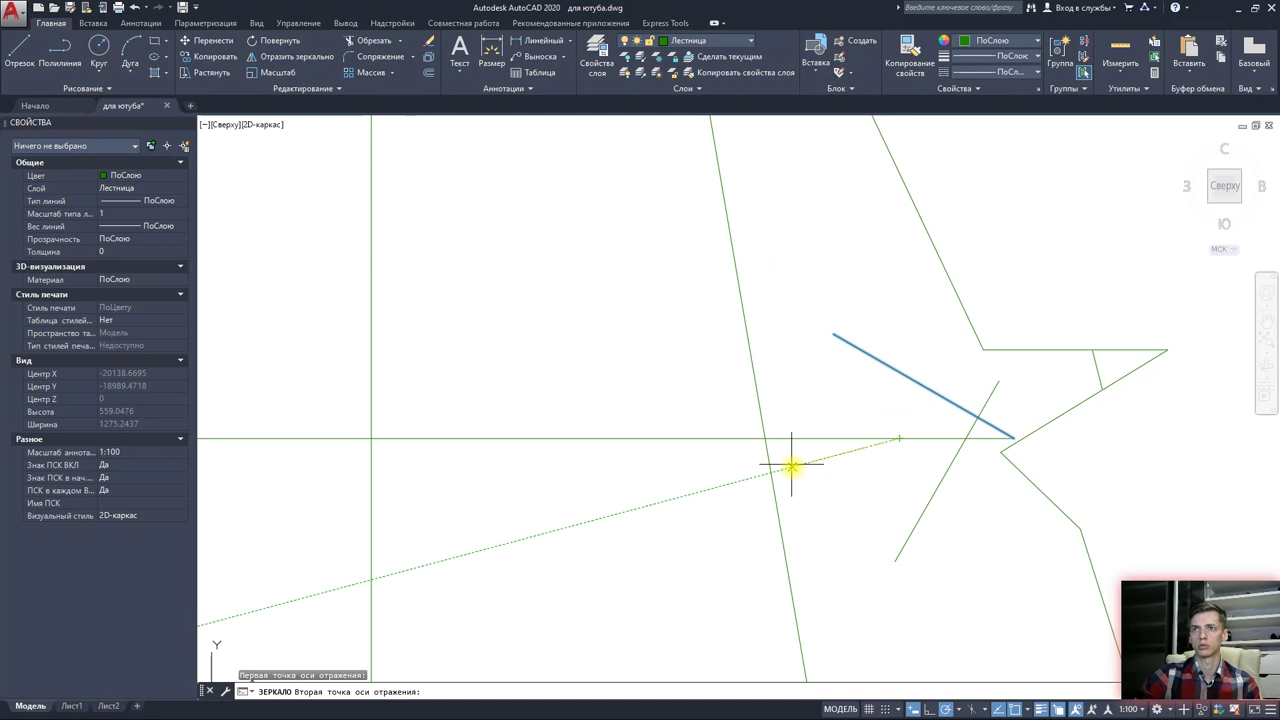 Autodesk AutoCAD 2020 для ютуба.dwg
Введите ключевое слово/фразу
Вход в службы
Главная Вставка Аннотации Параметризация Вид Управление Вывод Надстройки Совместная работа Рекомендованные приложения Express Tools
Отрезок Полилиния Круг Дуга
Перенести Повернуть Обрезать
Копировать Отразить зеркально Сопряжение
Растянуть Масштаб Массив
Текст Размер
Линейный
Выноска
Таблица
Свойства слоя
Лестница
Сделать текущим
Копировать свойства слоя
Вставка
Создать
Копирование свойств
ПоСлою
ПоСлою
ПоСл...
Группа Измерить Вставить Базовый
Рисование Редактирование Аннотации Слои Блок Свойства Группы Утилиты Буфер обмена Вид
Начало для ютуба*
СВОЙСТВА
[−][Сверху][2D-каркас]
Ничего не выбрано
Общие
Цвет ПоСлою
Слой Лестница
Тип линий ПоСлою
Масштаб типа л... 1
Вес линий ПоСлою
Прозрачность ПоСлою
Толщина 0
3D-визуализация
Материал ПоСлою
Стиль печати
Стиль печати ПоЦвету
Таблица стилей... Нет
Пространство та... Модель
Тип стилей печа... Недоступно
Вид
Центр X -20138.6695
Центр Y -18989.4718
Центр Z 0
Высота 559.0476
Ширина 1275.2437
Разное
Масштаб аннота... 1:100
Знак ПСК ВКЛ Да
Знак ПСК в нач... Да
ПСК в каждом В... Да
Имя ПСК
Визуальный стиль 2D-каркас
С
З Сверху В
Ю
МСК
Y
Первая точка оси отражения:
ЗЕРКАЛО Вторая точка оси отражения:
Модель Лист1 Лист2
МОДЕЛЬ
1:100